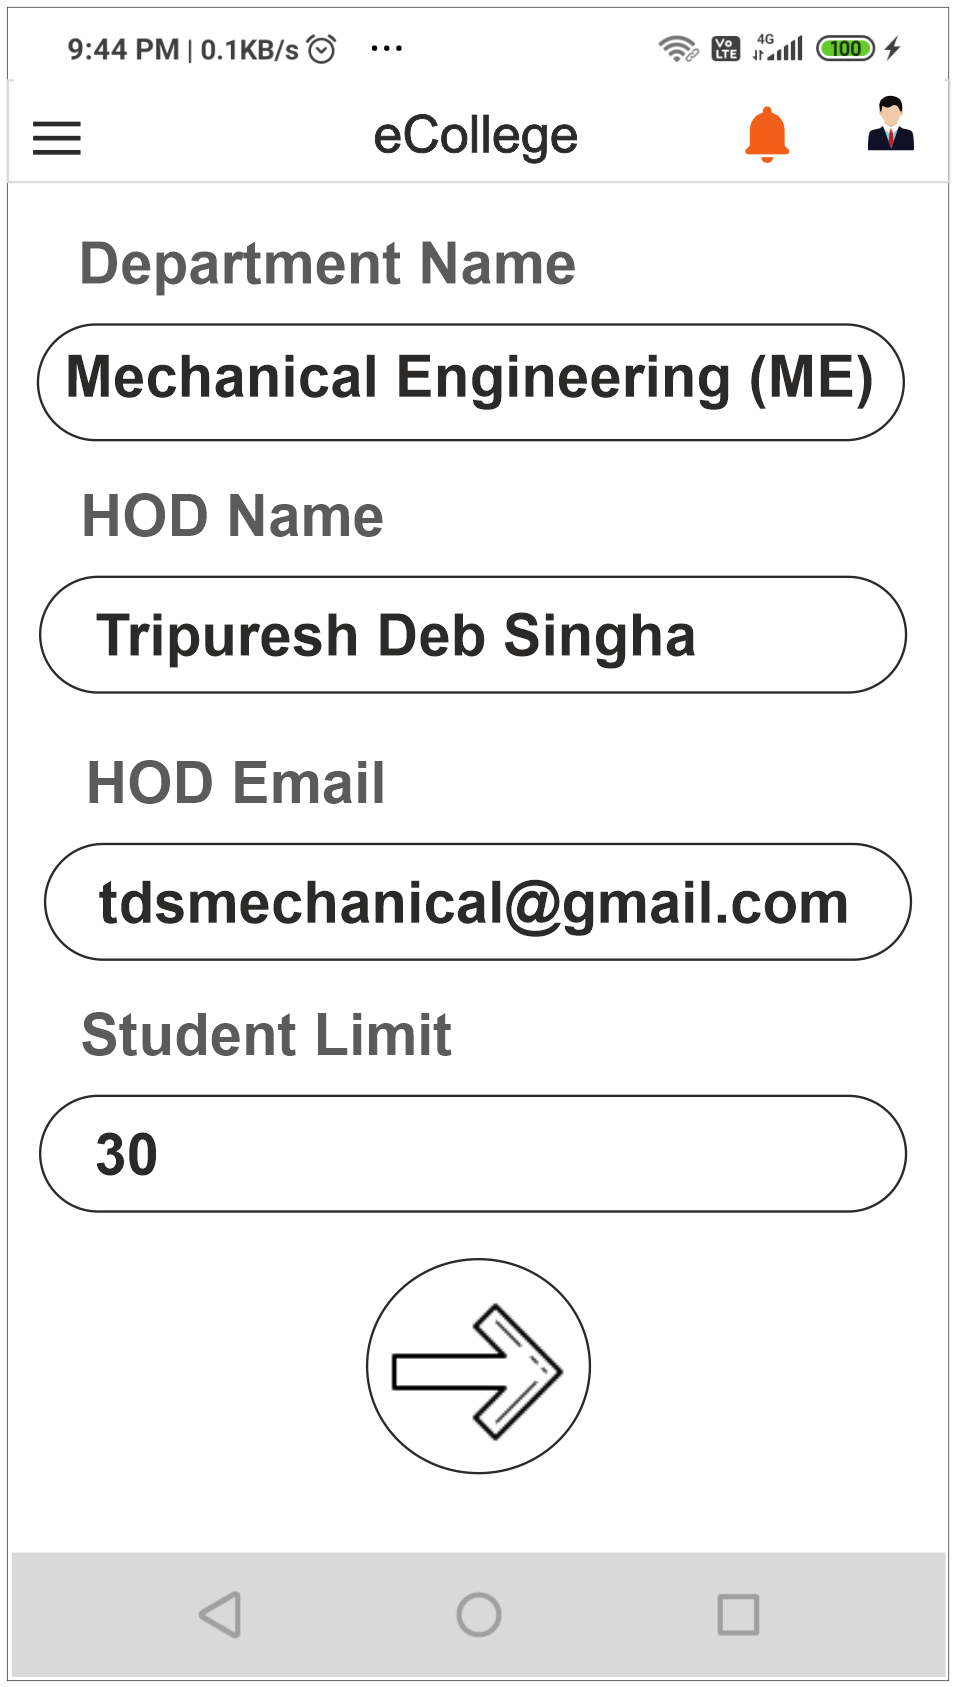 9:44 PM | 0.1KB/s ... Vo LTE 4G 100
eCollege
Department Name
Mechanical Engineering (ME)
HOD Name
Tripuresh Deb Singha
HOD Email
tdsmechanical@gmail.com
Student Limit
30